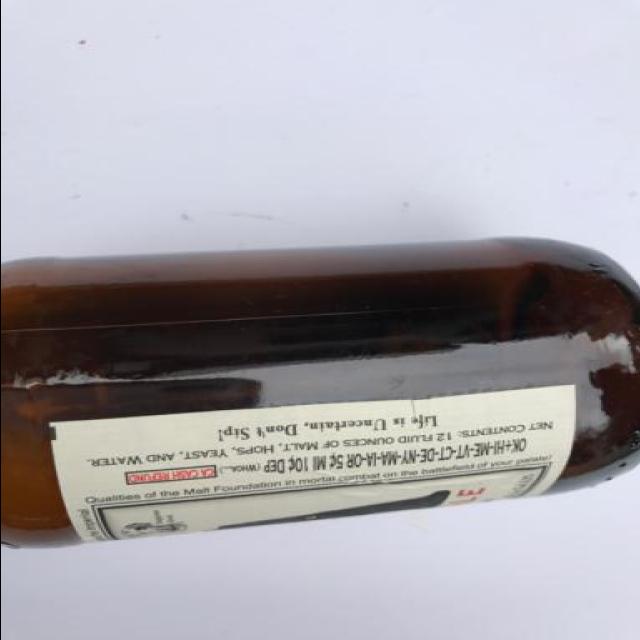 Qualities of the Malt Foundation in mortal combat on the battlefield of your palate!
OK-HI-ME-VT-CT-DE-NY-MA-IA-OR 5¢ MI 10¢ DEP CA CASH REFUND
NET CONTENTS: 12 FLUID OUNCES OF MALT, HOPS, YEAST, AND WATER.
Life is Uncertain, Don't Sip!